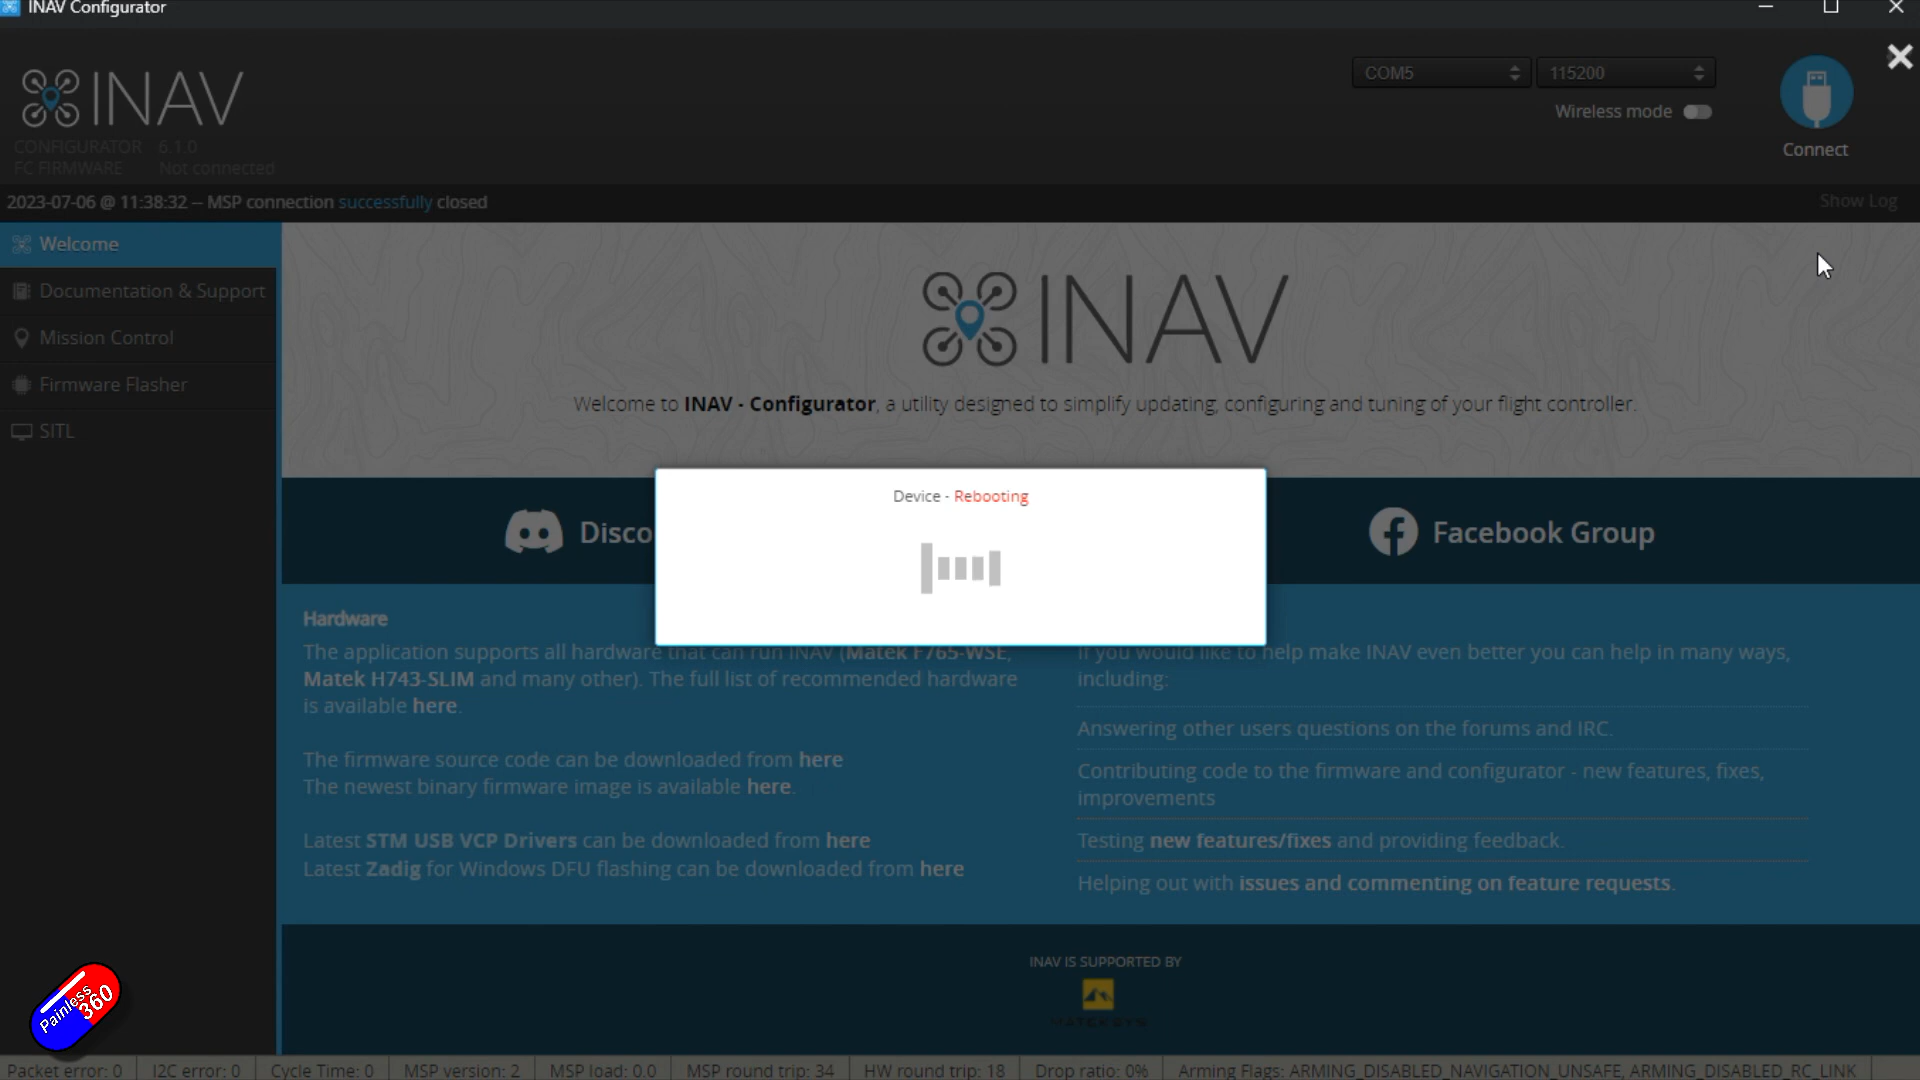 INAV Configurator
INAV
CONFIGURATOR 6.1.0
FC FIRMWARE Not connected
COM5
115200
Wireless mode
Connect
2023-07-06 @ 11:38:32 -- MSP connection successfully closed
Show Log
Welcome
Documentation & Support
Mission Control
Firmware Flasher
SITL
INAV
Welcome to INAV - Configurator, a utility designed to simplify updating, configuring and tuning of your flight controller.
Device - Rebooting
Disco
Facebook Group
Hardware
The application supports all hardware that can run INAV (Matek F765-WSE,
Matek H743-SLIM and many other). The full list of recommended hardware
is available here.
The firmware source code can be downloaded from here
The newest binary firmware image is available here.
Latest STM USB VCP Drivers can be downloaded from here
Latest Zadig for Windows DFU flashing can be downloaded from here
If you would like to help make INAV even better you can help in many ways,
including:
Answering other users questions on the forums and IRC.
Contributing code to the firmware and configurator - new features, fixes,
improvements
Testing new features/fixes and providing feedback.
Helping out with issues and commenting on feature requests.
INAV IS SUPPORTED BY
Painless
360
Packet error: 0 I2C error: 0 Cycle Time: 0 MSP version: 2 MSP load: 0.0 MSP round trip: 34 HW round trip: 18 Drop ratio: 0% Arming Flags: ARMING_DISABLED_NAVIGATION_UNSAFE, ARMING_DISABLED_RC_LINK